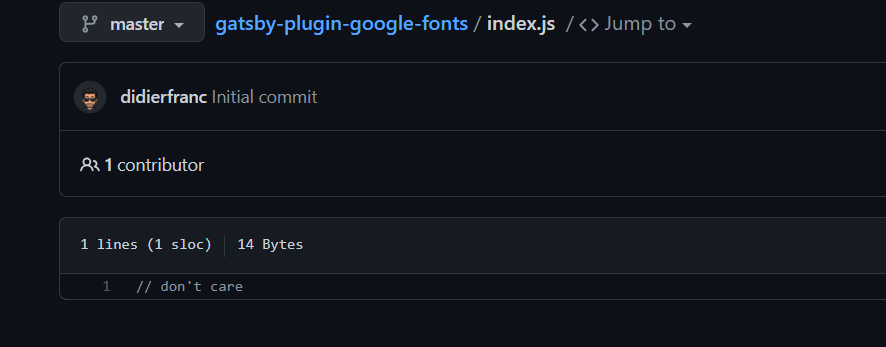 master gatsby-plugin-google-fonts / index.js / <> Jump to
didierfranc Initial commit
1 contributor
1 lines (1 sloc) 14 Bytes
1 // don't care